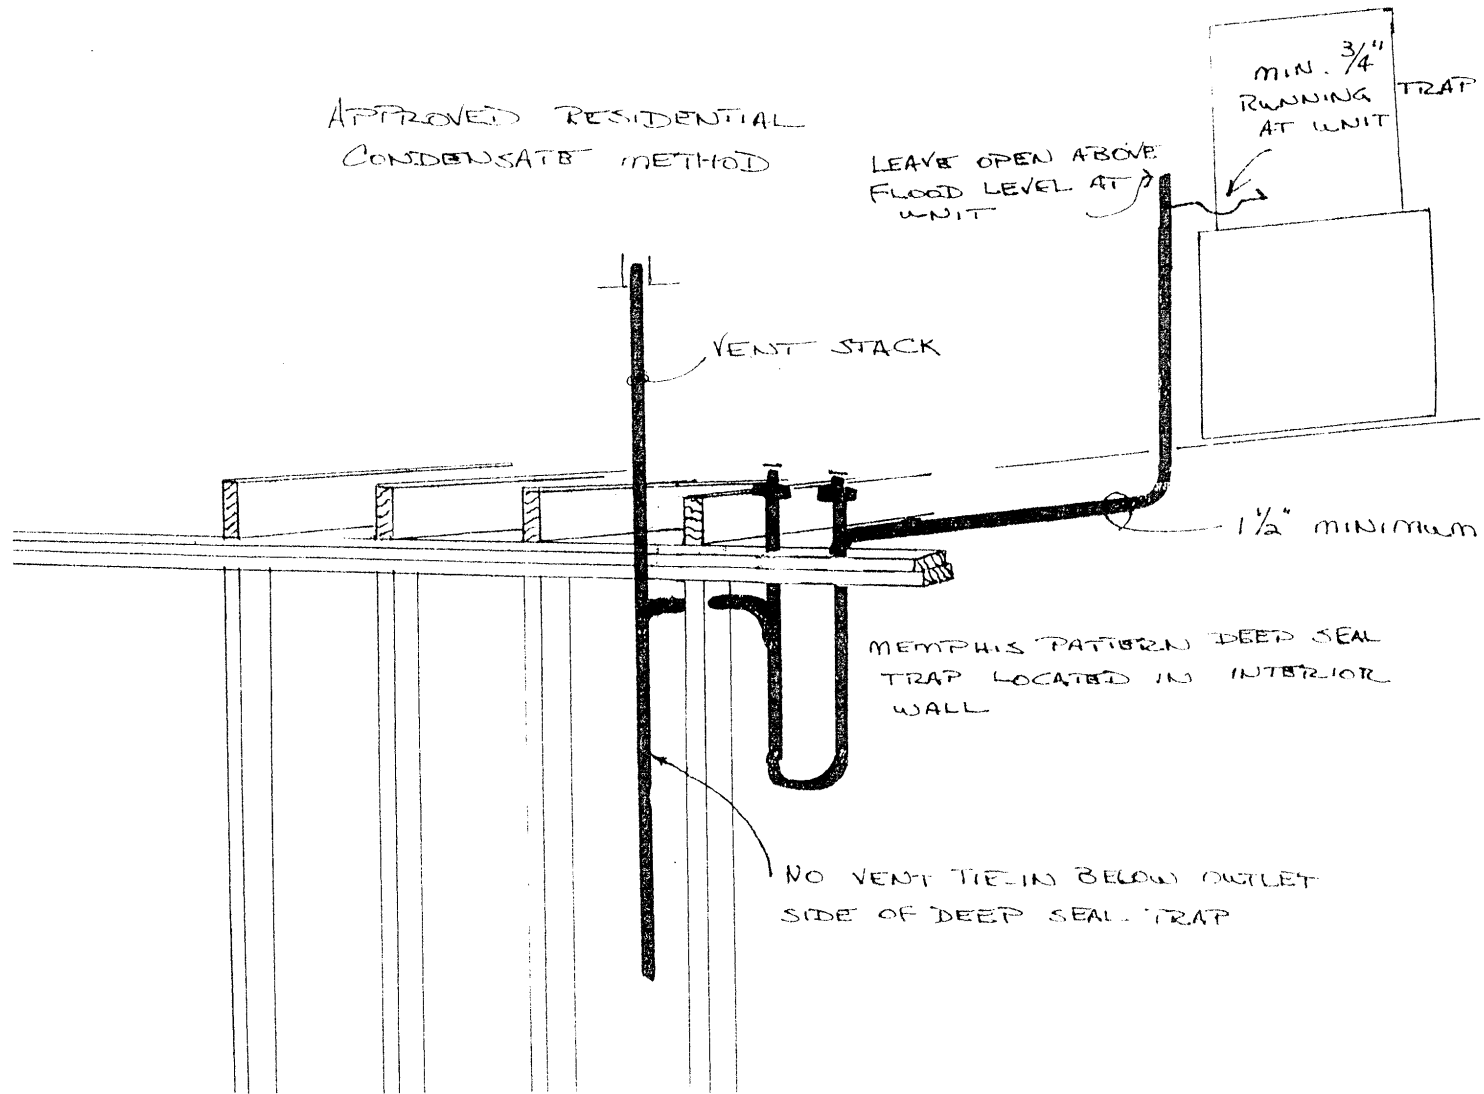 APPROVED RESIDENTIAL
CONDENSATE METHOD
MIN. 3/4"
RUNNING TRAP
AT UNIT
LEAVE OPEN ABOVE
FLOOD LEVEL AT
UNIT
VENT STACK
1 1/2" MINIMUM
MEMPHIS PATTERN DEEP SEAL
TRAP LOCATED IN INTERIOR
WALL
NO VENT TIE-IN BELOW OUTLET
SIDE OF DEEP SEAL TRAP